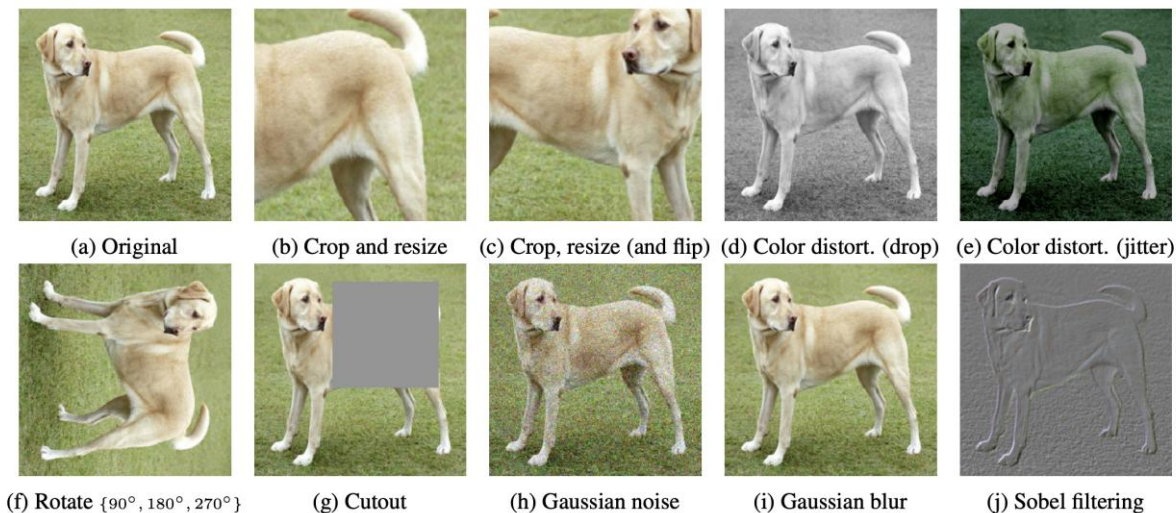 (a) Original
(b) Crop and resize
(c) Crop, resize (and flip)
(d) Color distort. (drop)
(e) Color distort. (jitter)
(f) Rotate {90°, 180°, 270°}
(g) Cutout
(h) Gaussian noise
(i) Gaussian blur
(j) Sobel filtering